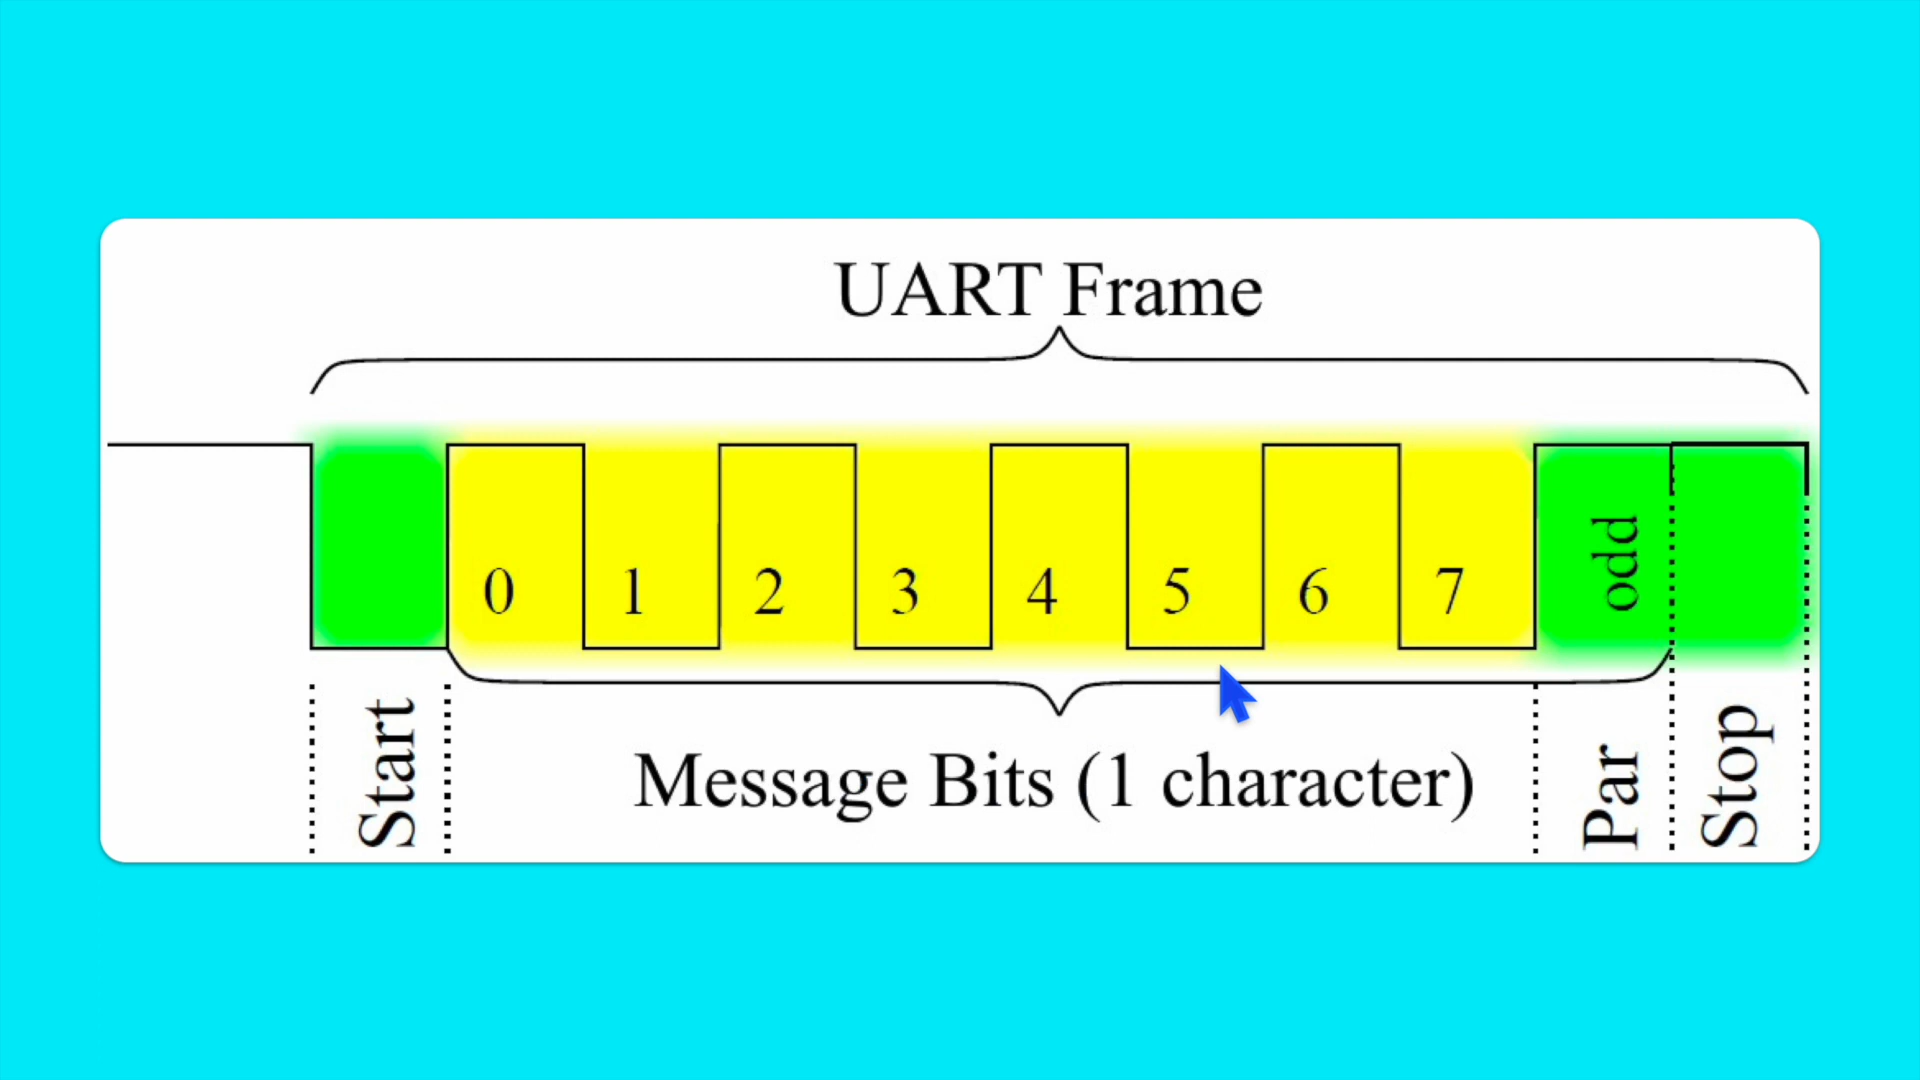 UART Frame
0 1 2 3 4 5 6 7 odd
Message Bits (1 character)
Start
Par
Stop